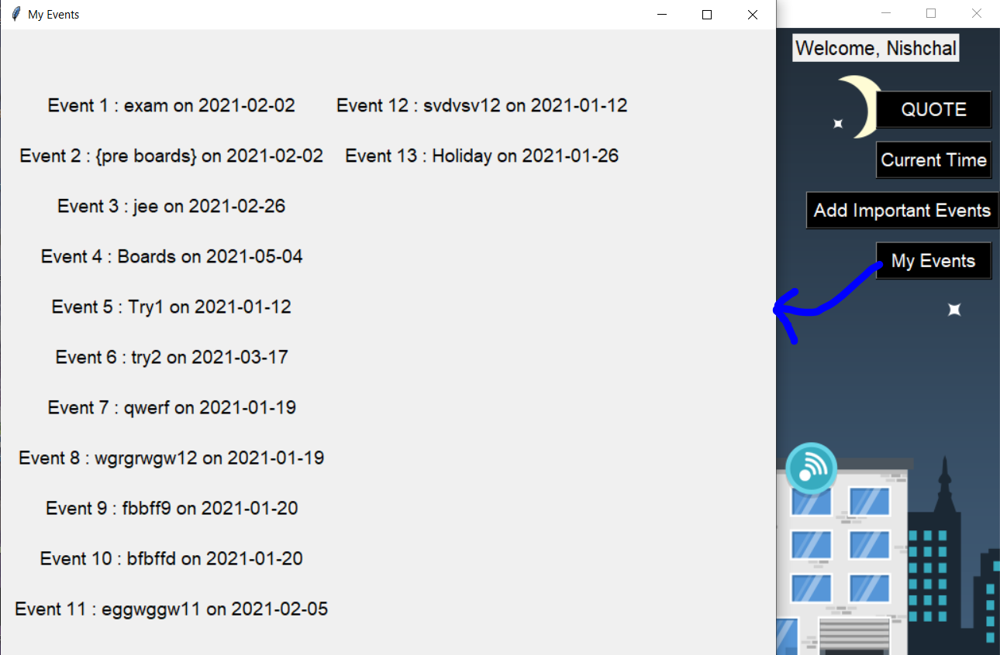 My Events
Event 1 : exam on 2021-02-02
Event 2 : {pre boards} on 2021-02-02
Event 3 : jee on 2021-02-26
Event 4 : Boards on 2021-05-04
Event 5 : Try1 on 2021-01-12
Event 6 : try2 on 2021-03-17
Event 7 : qwerf on 2021-01-19
Event 8 : wgrgrwgw12 on 2021-01-19
Event 9 : fbbff9 on 2021-01-20
Event 10 : bfbffd on 2021-01-20
Event 11 : eggwggw11 on 2021-02-05
Event 12 : svdvsv12 on 2021-01-12
Event 13 : Holiday on 2021-01-26
Welcome, Nishchal
QUOTE
Current Time
Add Important Events
My Events